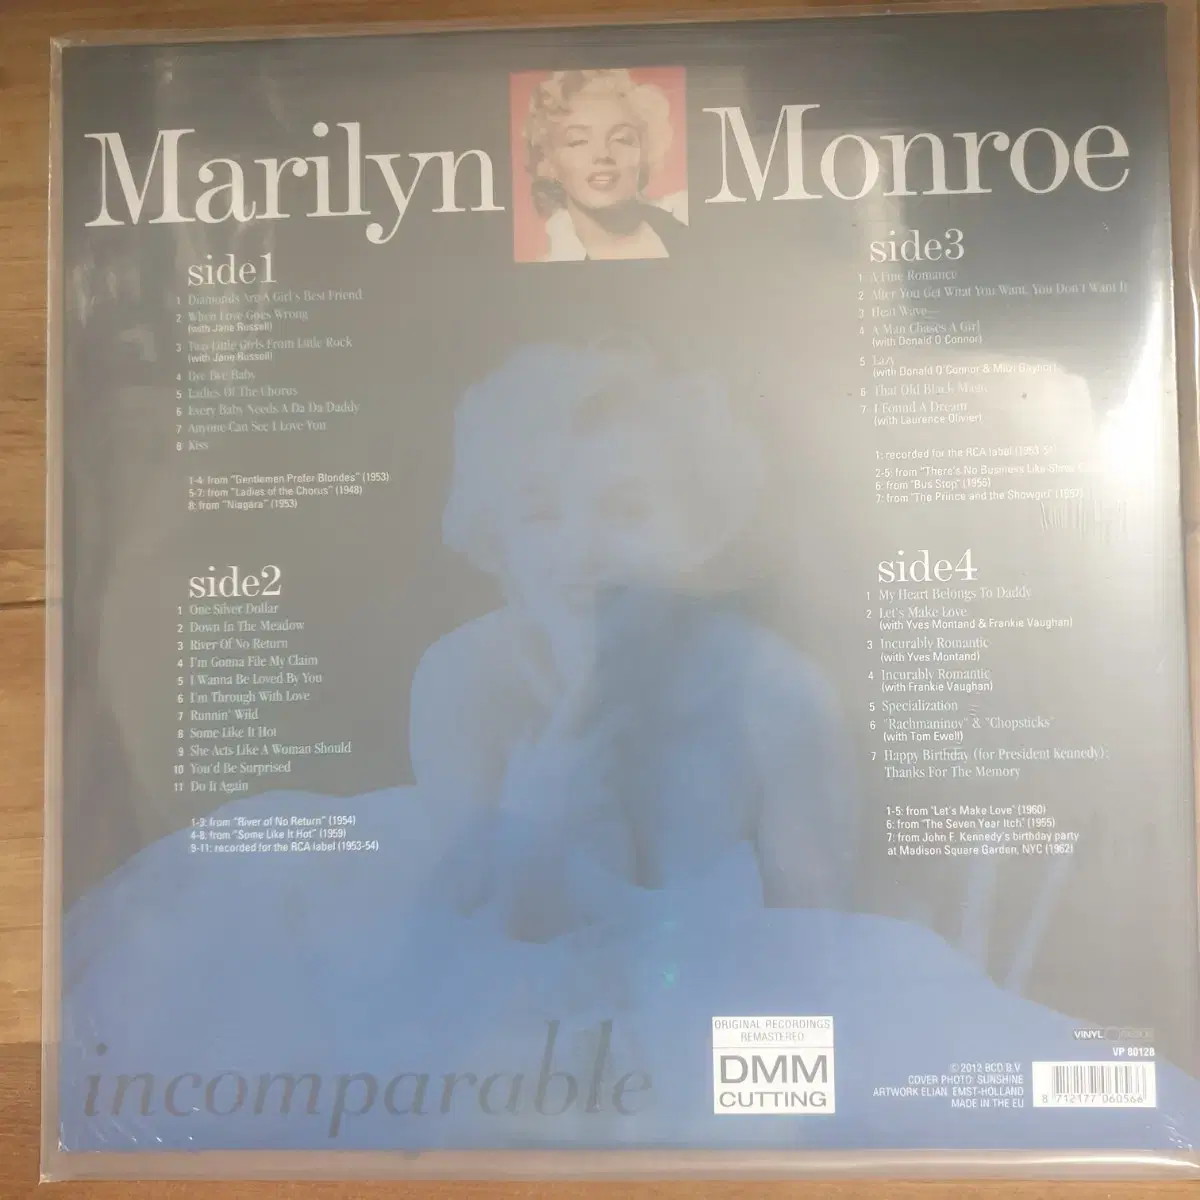 Marilyn Monroe
side1
1 Diamonds Are A Girl's Best Friend
2 When Love Goes Wrong
(with Jane Russell)
3 Two Little Girls From Little Rock
(with Jane Russell)
4 Bye Bye Baby
5 Ladies Of The Chorus
6 Every Baby Needs A Da Da Daddy
7 Anyone Can See I Love You
8 Kiss
1-4: from "Gentlemen Prefer Blondes" (1953)
5-7: from "Ladies of the Chorus" (1948)
8: from "Niagara" (1953)
side2
1 One Silver Dollar
2 Down In The Meadow
3 River Of No Return
4 I'm Gonna File My Claim
5 I Wanna Be Loved By You
6 I'm Through With Love
7 Runnin' Wild
8 Some Like It Hot
9 She Acts Like A Woman Should
10 You'd Be Surprised
11 Do It Again
1-3: from "River of No Return" (1954)
4-8: from "Some Like It Hot" (1959)
9-11: recorded for the RCA label (1953-54)
side3
1 A Fine Romance
2 After You Get What You Want, You Don't Want It
3 Heat Wave
4 A Man Chases A Girl
(with Donald O'Connor)
5 Lazy
(with Donald O'Connor & Mitzi Gaynor)
6 That Old Black Magic
7 I Found A Dream
(with Laurence Olivier)
1: recorded for the RCA label (1953-54)
2-5: from "There's No Business Like Show
6: from "Bus Stop" (1956)
7: from "The Prince and the Showgirl" (1957)
side4
1 My Heart Belongs To Daddy
2 Let's Make Love
(with Yves Montand & Frankie Vaughan)
3 Incurably Romantic
(with Yves Montand)
4 Incurably Romantic
(with Frankie Vaughan)
5 Specialization
6 "Rachmaninov" & "Chopsticks"
(with Tom Ewell)
7 Happy Birthday (for President Kennedy);
Thanks For The Memory
1-5: from "Let's Make Love" (1960)
6: from "The Seven Year Itch" (1955)
7: from John F. Kennedy's birthday party
at Madison Square Garden, NYC (1962)
incomparable
ORIGINAL RECORDINGS
REMASTERED
DMM
CUTTING
VINYL
VP 80128
© 2012 BCD B.V.
COVER PHOTO: SUNSHINE
ARTWORK ELIAN, EMST-HOLLAND
MADE IN THE EU
8 712177 060566